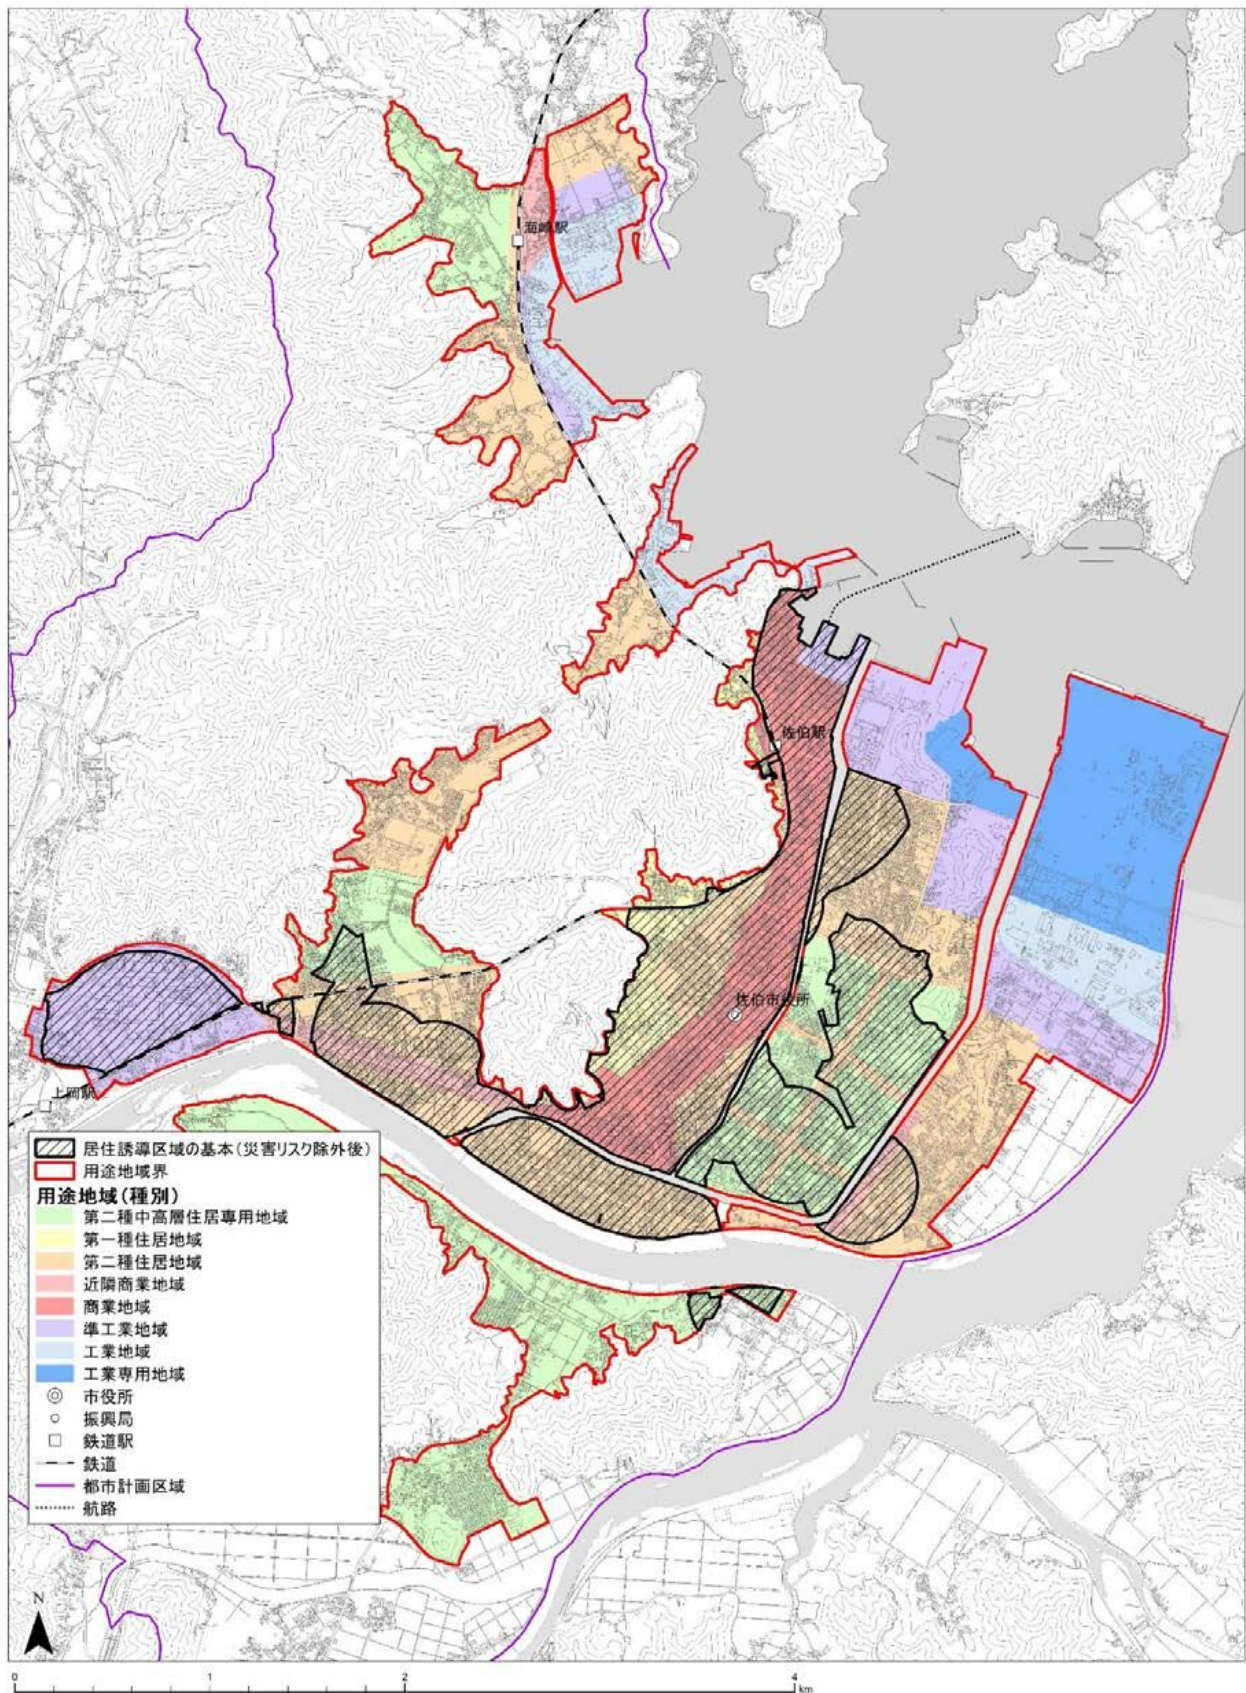 海崎駅
佐伯駅
佐伯市役所
上岡駅
居住誘導区域の基本(災害リスク除外後)
用途地域界
用途地域(種別)
第二種中高層住居専用地域
第一種住居地域
第二種住居地域
近隣商業地域
商業地域
準工業地域
工業地域
工業専用地域
市役所
振興局
鉄道駅
鉄道
都市計画区域
航路
N
0 1 2 4 km